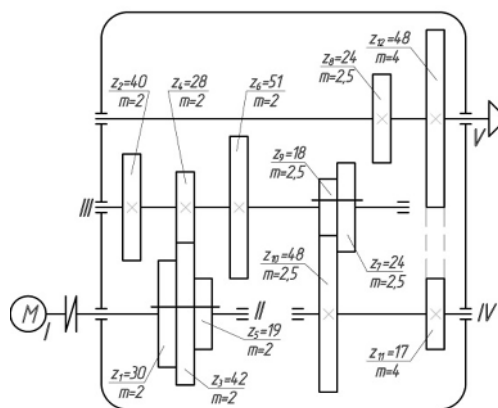 z₁₂=48
m=4
z₈=24
m=2,5
z₂=40
m=2
z₄=28
m=2
z₆=51
m=2
V
z₉=18
m=2,5
III
z₁₀=48
m=2,5
z₇=24
m=2,5
M
I
II
IV
z₅=19
m=2
z₁₁=17
m=4
z₁=30
m=2
z₃=42
m=2